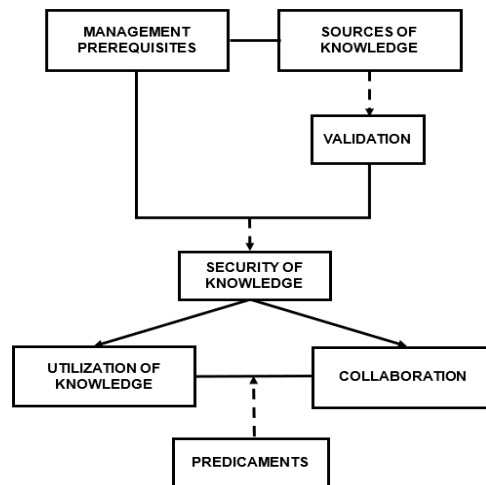 MANAGEMENT
PREREQUISITES
SOURCES OF
KNOWLEDGE
VALIDATION
SECURITY OF
KNOWLEDGE
UTILIZATION OF
KNOWLEDGE
COLLABORATION
PREDICAMENTS